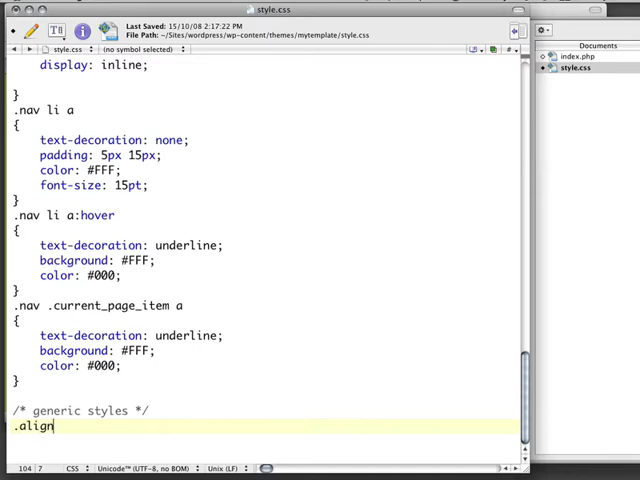 style.css
Last Saved: 15/10/08 2:17:22 PM
File Path: ~/Sites/wordpress/wp-content/themes/mytemplate/style.css
style.css (no symbol selected) #
Documents
index.php
style.css
display: inline;
}
.nav li a
{
text-decoration: none;
padding: 5px 15px;
color: #FFF;
font-size: 15pt;
}
.nav li a:hover
{
text-decoration: underline;
background: #FFF;
color: #000;
}
.nav .current_page_item a
{
text-decoration: underline;
background: #FFF;
color: #000;
}
/* generic styles */
.align
104 7 CSS Unicode™ (UTF-8, no BOM) Unix (LF)